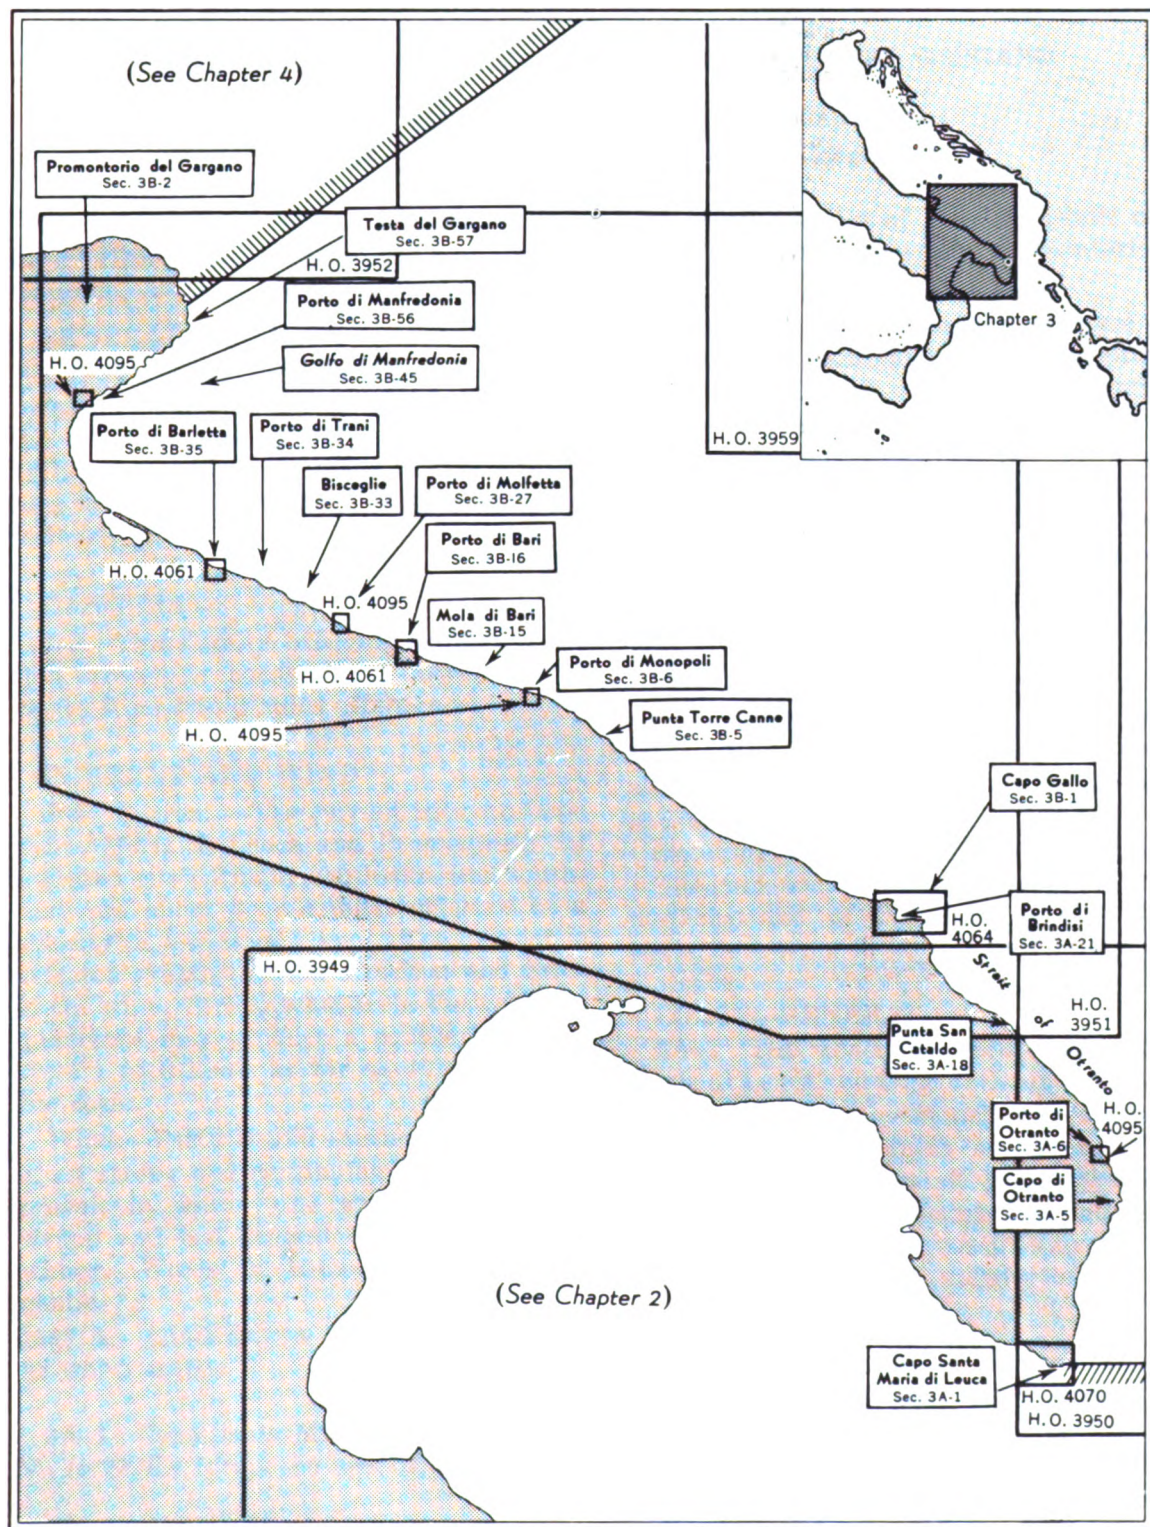 (See Chapter 4)
Promontorio del Gargano
Sec. 3B-2
Testa del Gargano
Sec. 3B-57
H.O. 3952
Porto di Manfredonia
Sec. 3B-56
Chapter 3
H.O. 4095
Golfo di Manfredonia
Sec. 3B-45
H.O. 3959
Porto di Barletta
Sec. 3B-35
Porto di Trani
Sec. 3B-34
Bisceglie
Sec. 3B-33
Porto di Molfetta
Sec. 3B-27
Porto di Bari
Sec. 3B-16
H.O. 4061
H.O. 4095
Mola di Bari
Sec. 3B-15
H.O. 4061
Porto di Monopoli
Sec. 3B-6
H.O. 4095
Punta Torre Canne
Sec. 3B-5
Capo Gallo
Sec. 3B-1
H.O.
4064
Porto di
Brindisi
Sec. 3A-21
H.O. 3949
Strait
of
Otranto
H.O.
3951
Punta San
Cataldo
Sec. 3A-18
H.O.
4095
Porto di
Otranto
Sec. 3A-6
Capo di
Otranto
Sec. 3A-5
(See Chapter 2)
Capo Santa
Maria di Leuca
Sec. 3A-1
H.O. 4070
H.O. 3950